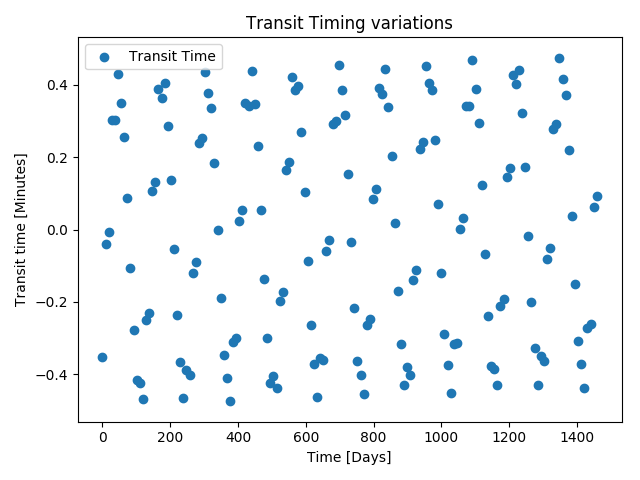 Transit Timing variations
Transit Time
Transit time [Minutes]
0.4
0.2
0.0
−0.2
−0.4
0 200 400 600 800 1000 1200 1400
Time [Days]